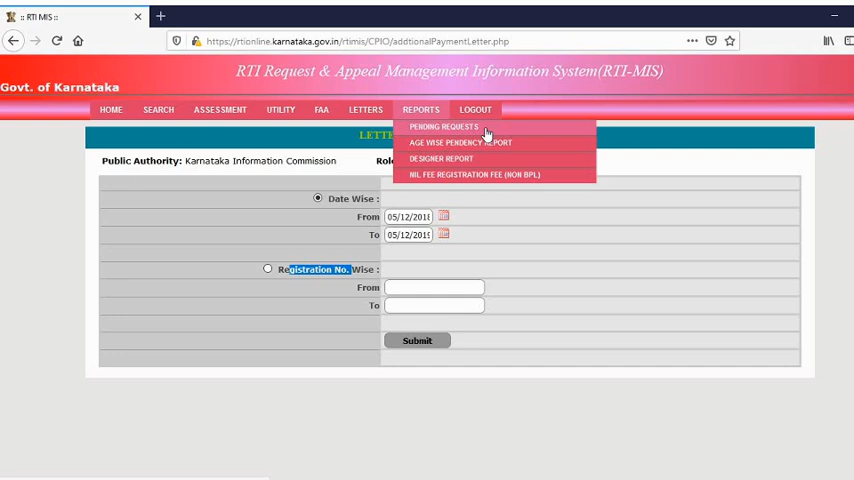 :: RTI MIS ::
https://rtionline.karnataka.gov.in/rtimis/CPIO/addtionalPaymentLetter.php
RTI Request & Appeal Management Information System(RTI-MIS)
Govt. of Karnataka
HOME SEARCH ASSESSMENT UTILITY FAA LETTERS REPORTS LOGOUT
PENDING REQUESTS
AGE WISE PENDENCY REPORT
DESIGNER REPORT
NIL FEE REGISTRATION FEE (NON BPL)
Public Authority: Karnataka Information Commission
Date Wise :
From 05/12/2018
To 05/12/2019
Registration No. Wise :
From
To
Submit